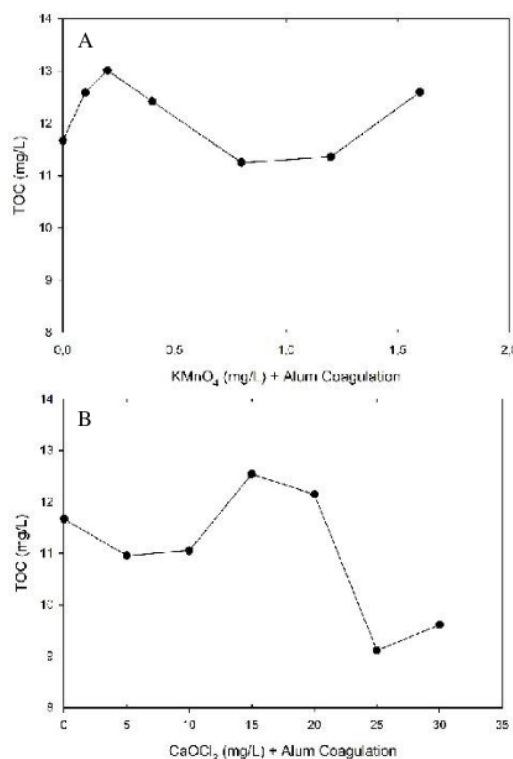 A
14
13
12
11
10
9
8
TOC (mg/L)
0,0 0,5 1,0 1,5 2,0
KMnO4 (mg/L) + Alum Coagulation
B
14
13
12
11
10
9
8
TOC (mg/L)
0 5 10 15 20 25 30 35
CaOCl2 (mg/L) + Alum Coagulation